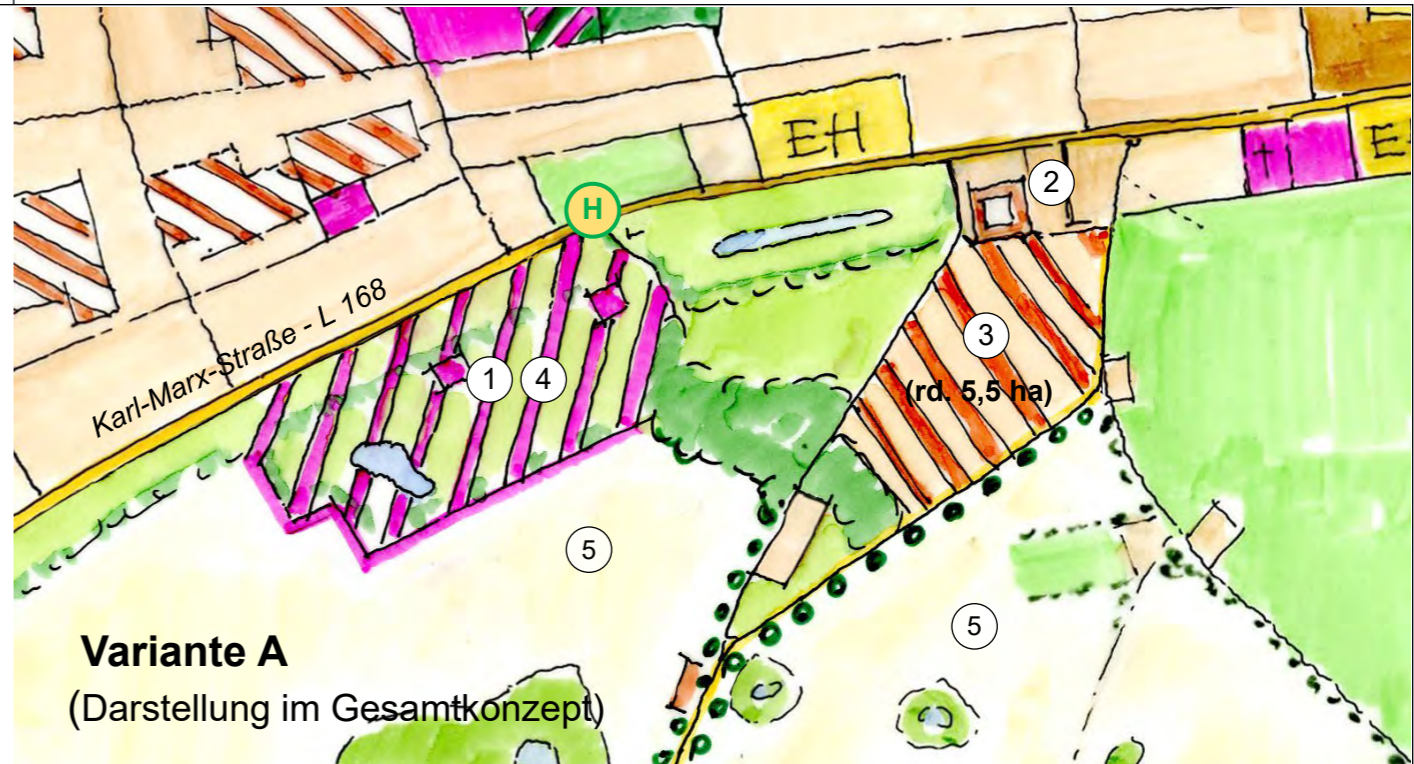 EH
E
2
H
Karl-Marx-Straße - L 168
3
1
4
(rd. 5,5 ha)
5
5
Variante A
(Darstellung im Gesamtkonzept)